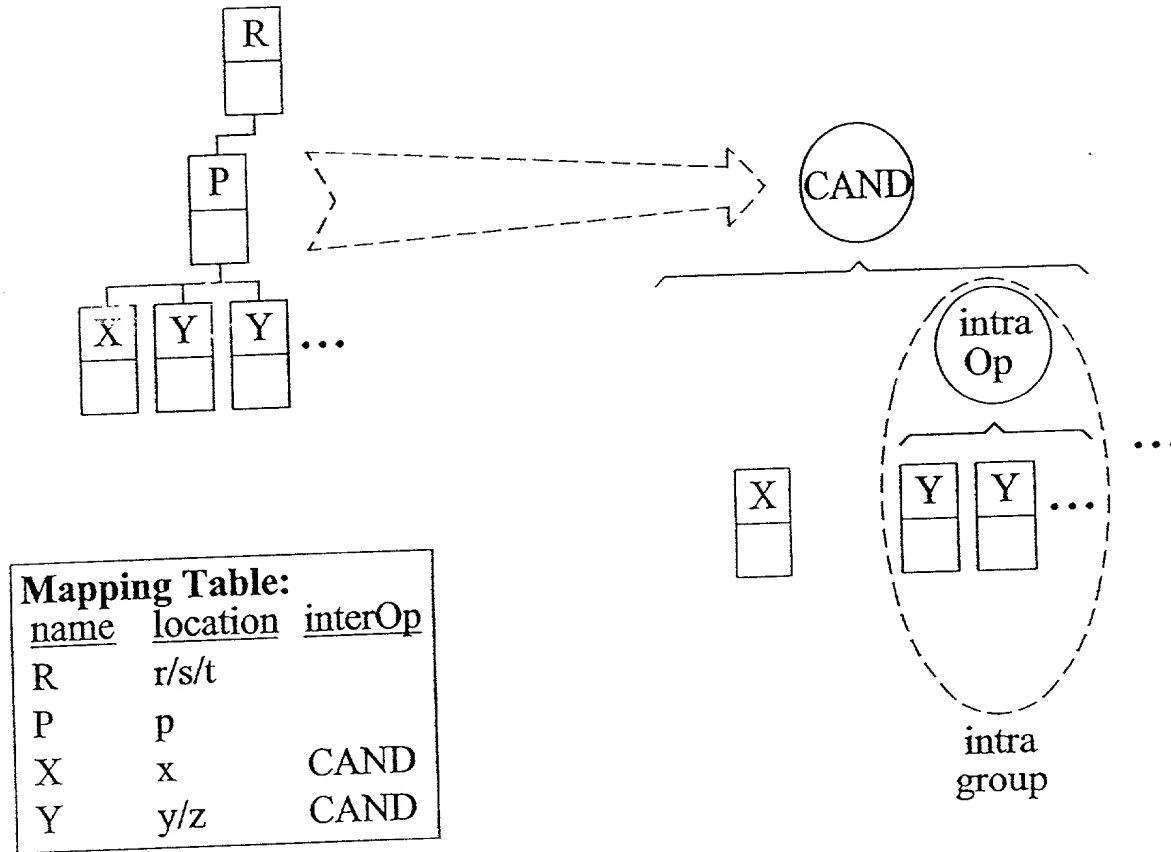 R
P
CAND
X Y Y ...
intra
Op
...
X Y Y ...
Mapping Table:
name location interOp
R r/s/t
P p
X x CAND
Y y/z CAND
intra
group